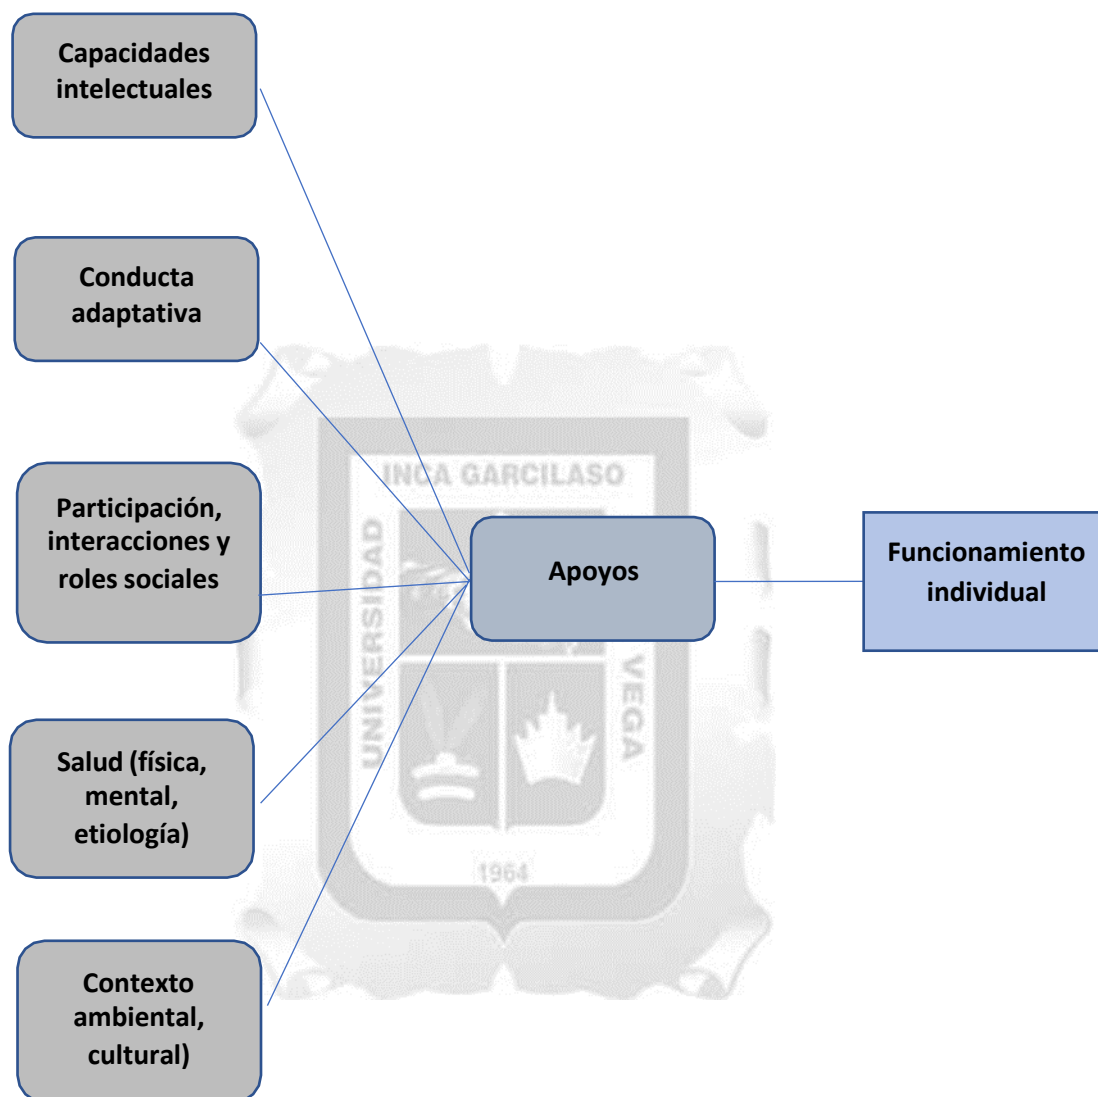 Capacidades
intelectuales
Conducta
adaptativa
Participación,
interacciones y
roles sociales
Salud (física,
mental,
etiología)
Contexto
ambiental,
cultural)
Apoyos
Funcionamiento
individual
UNIVERSIDAD
INCA GARCILASO
VEGA
1964